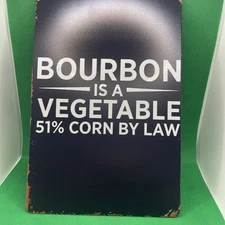 BOURBON
IS A
VEGETABLE
51% CORN BY LAW